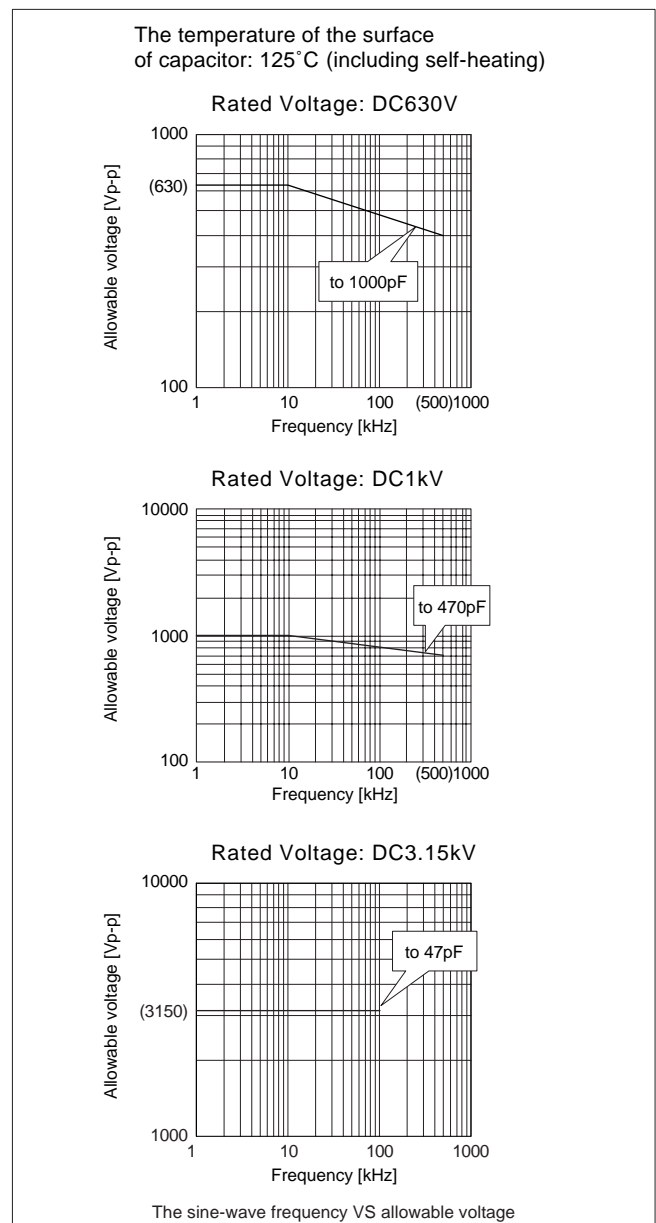 The temperature of the surface
of capacitor: 125˚C (including self-heating)
Rated Voltage: DC630V
1000
(630)
100
Allowable voltage [Vp-p]
to 1000pF
1 10 100 (500)1000
Frequency [kHz]
Rated Voltage: DC1kV
10000
1000
100
Allowable voltage [Vp-p]
to 470pF
1 10 100 (500)1000
Frequency [kHz]
Rated Voltage: DC3.15kV
10000
(3150)
1000
Allowable voltage [Vp-p]
to 47pF
1 10 100 1000
Frequency [kHz]
The sine-wave frequency VS allowable voltage